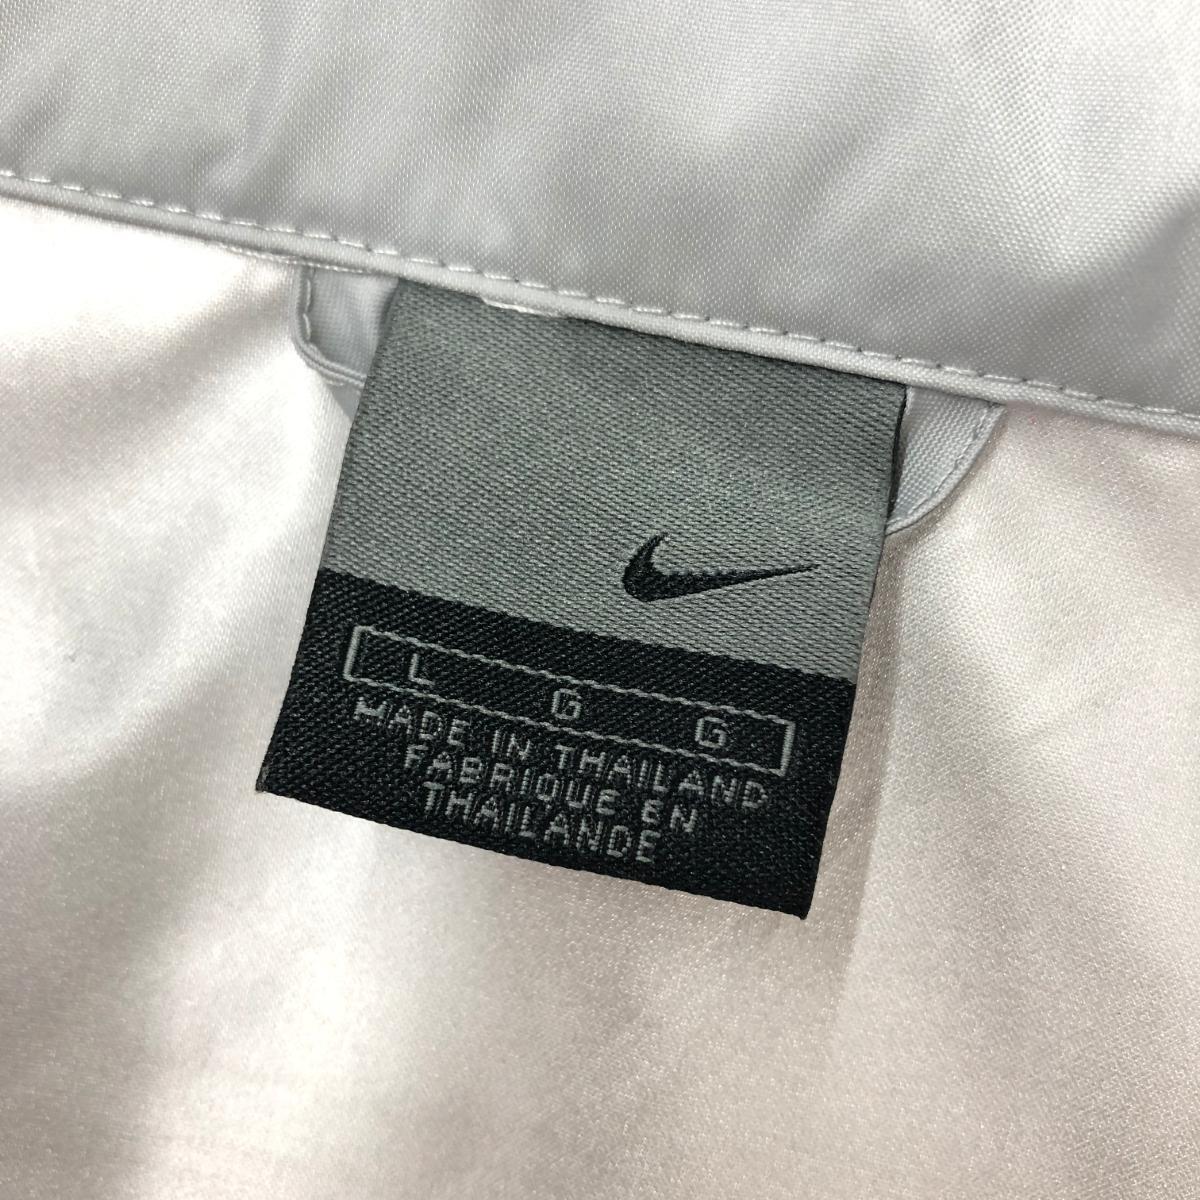 L G G
MADE IN THAILAND
FABRIQUE EN
THAILANDE